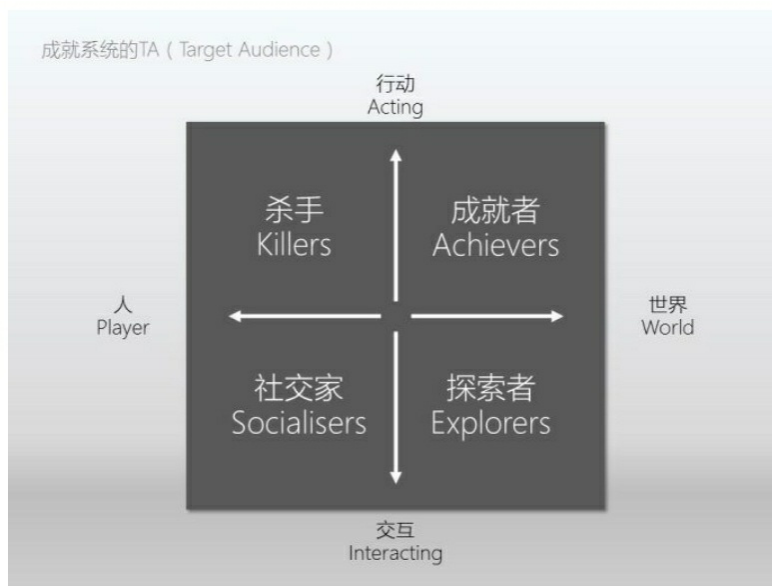 成就系统的TA ( Target Audience )
行动
Acting
杀手
Killers
成就者
Achievers
人
Player
世界
World
社交家
Socialisers
探索者
Explorers
交互
Interacting